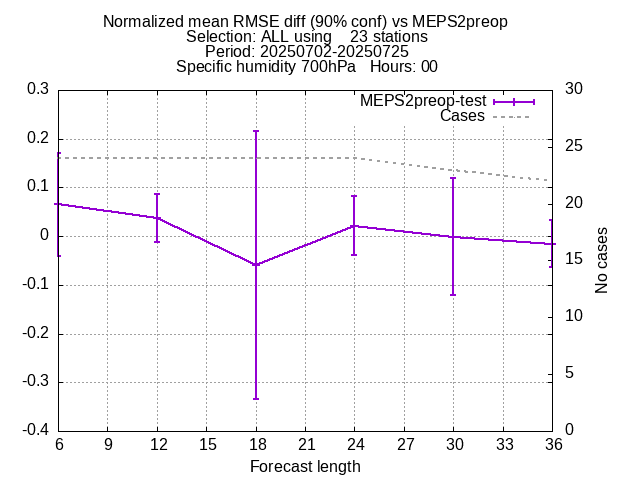 Normalized mean RMSE diff (90% conf) vs MEPS2preop
Selection: ALL using    23 stations
Period: 20250702-20250725
Specific humidity 700hPa   Hours: 00
MEPS2preop-test
Cases
0.3
0.2
0.1
0
-0.1
-0.2
-0.3
-0.4
30
25
20
15
10
5
0
No cases
6 9 12 15 18 21 24 27 30 33 36
Forecast length